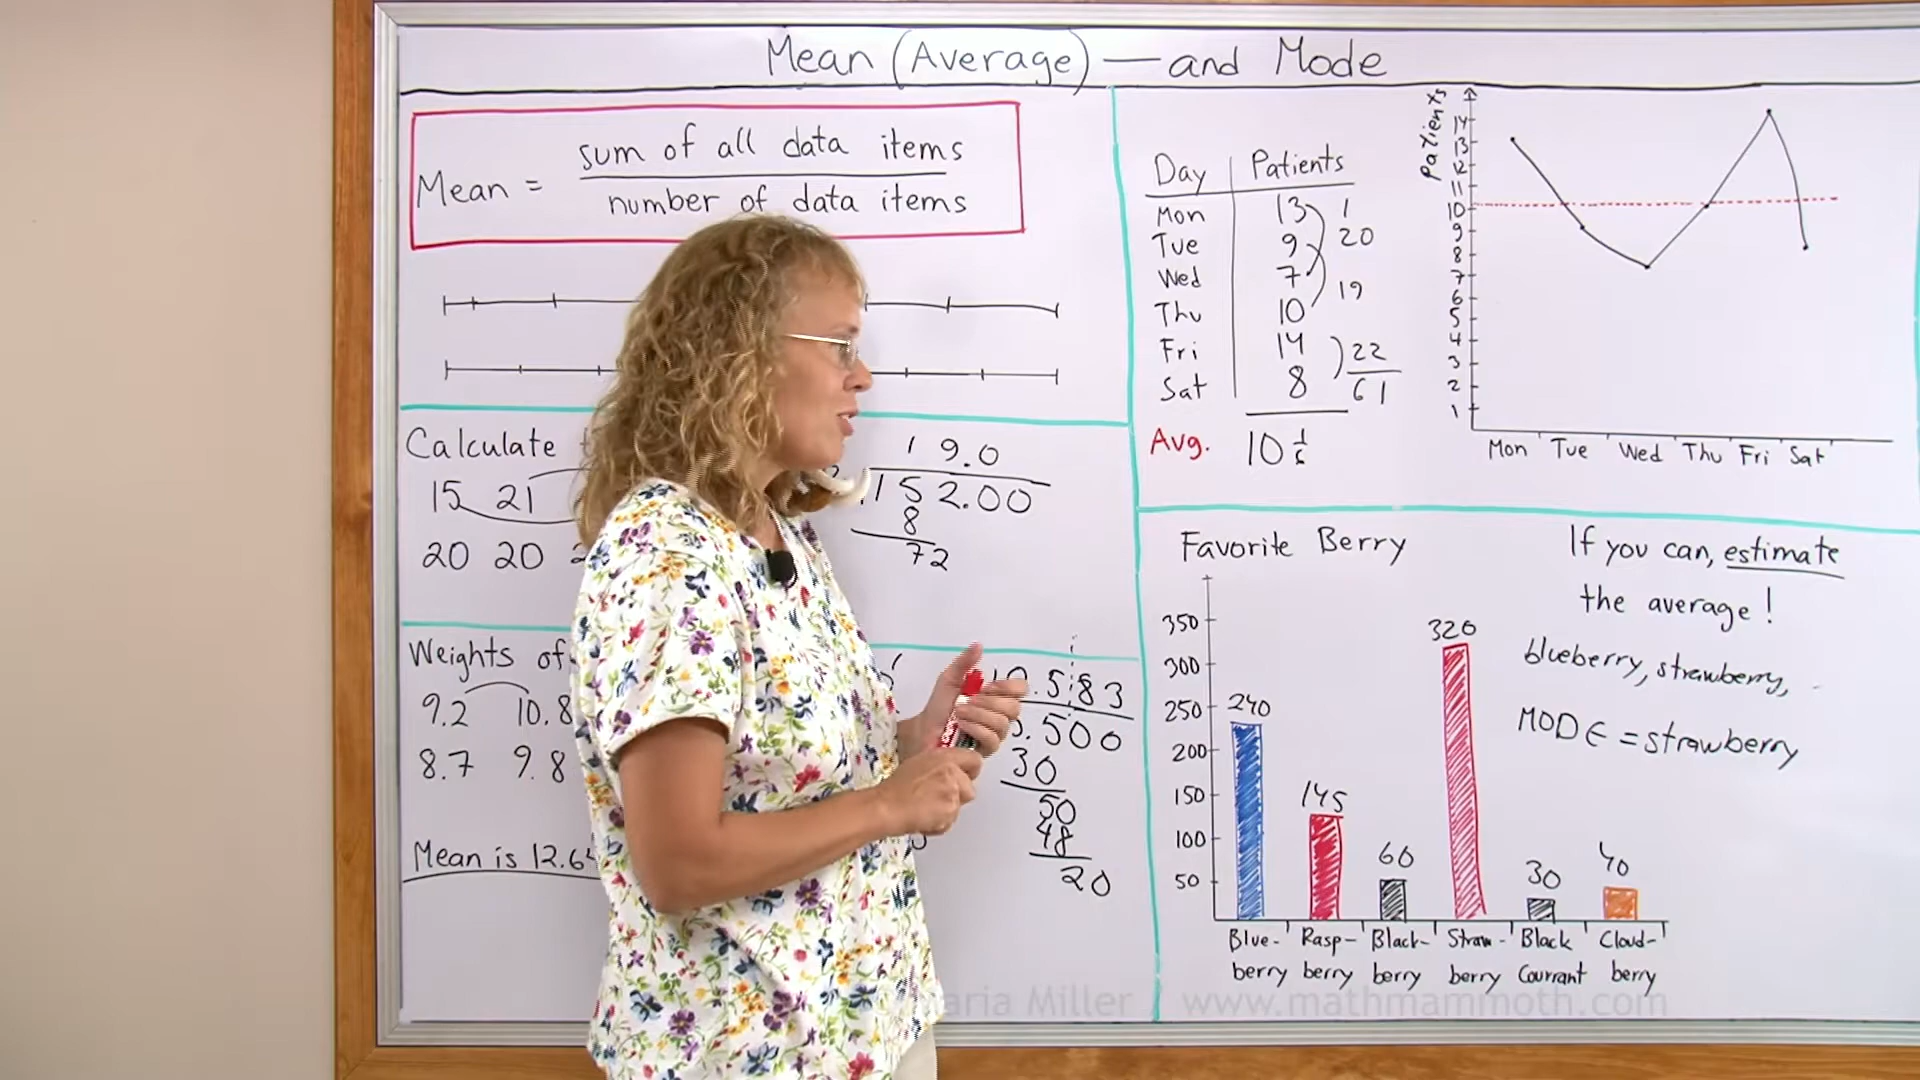 Mean (Average) — and Mode
Mean = sum of all data items
number of data items
Calculate
15 21
20 20
19.0
152.00
8
72
Weights of
9.2 10.8
8.7 9.8
Mean is 12.6
.583
.500
30
50
48
20
Day Patients
Mon 13 1
Tue 9 20
Wed 7
Thu 10 19
Fri 14 22
Sat 8 61
Avg. 10 1/6
Patients
14
13
12
11
10
9
8
7
6
5
4
3
2
1
Mon Tue Wed Thu Fri Sat
Favorite Berry
350
300
250
200
150
100
50
240
145
60
320
30
40
Blue-berry Rasp-berry Black-berry Straw-berry Black Courrant Cloud-berry
If you can, estimate
the average!
blueberry, strawberry,
MODE = strawberry
Maria Miller / www.mathmammoth.com